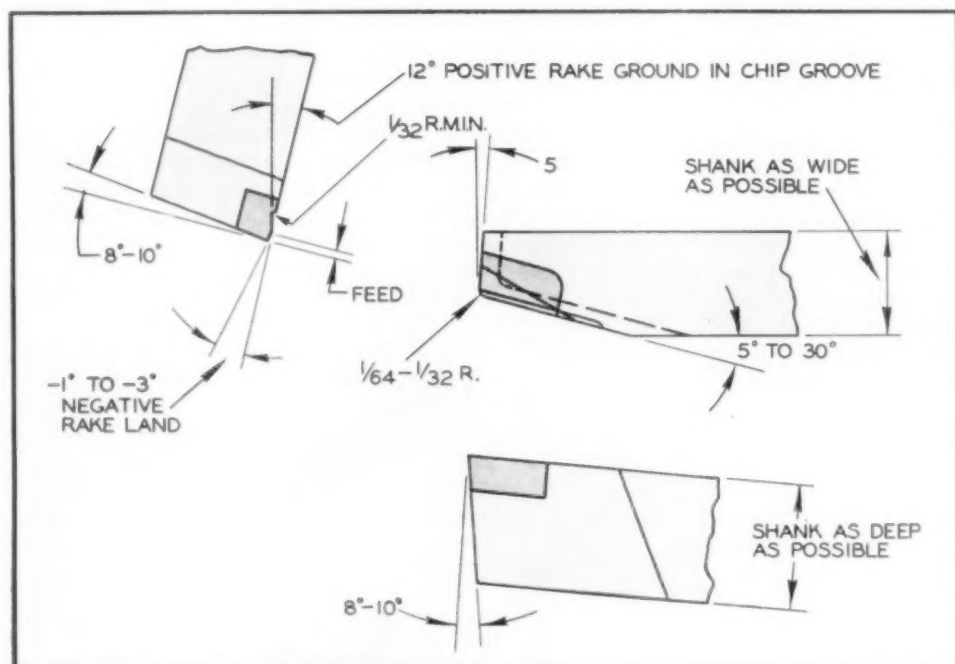 12° POSITIVE RAKE GROUND IN CHIP GROOVE
1/32 R.MIN.
5
SHANK AS WIDE
AS POSSIBLE
8°-10°
FEED
5° TO 30°
1/64-1/32 R.
-1° TO -3°
NEGATIVE
RAKE LAND
SHANK AS DEEP
AS POSSIBLE
8°-10°